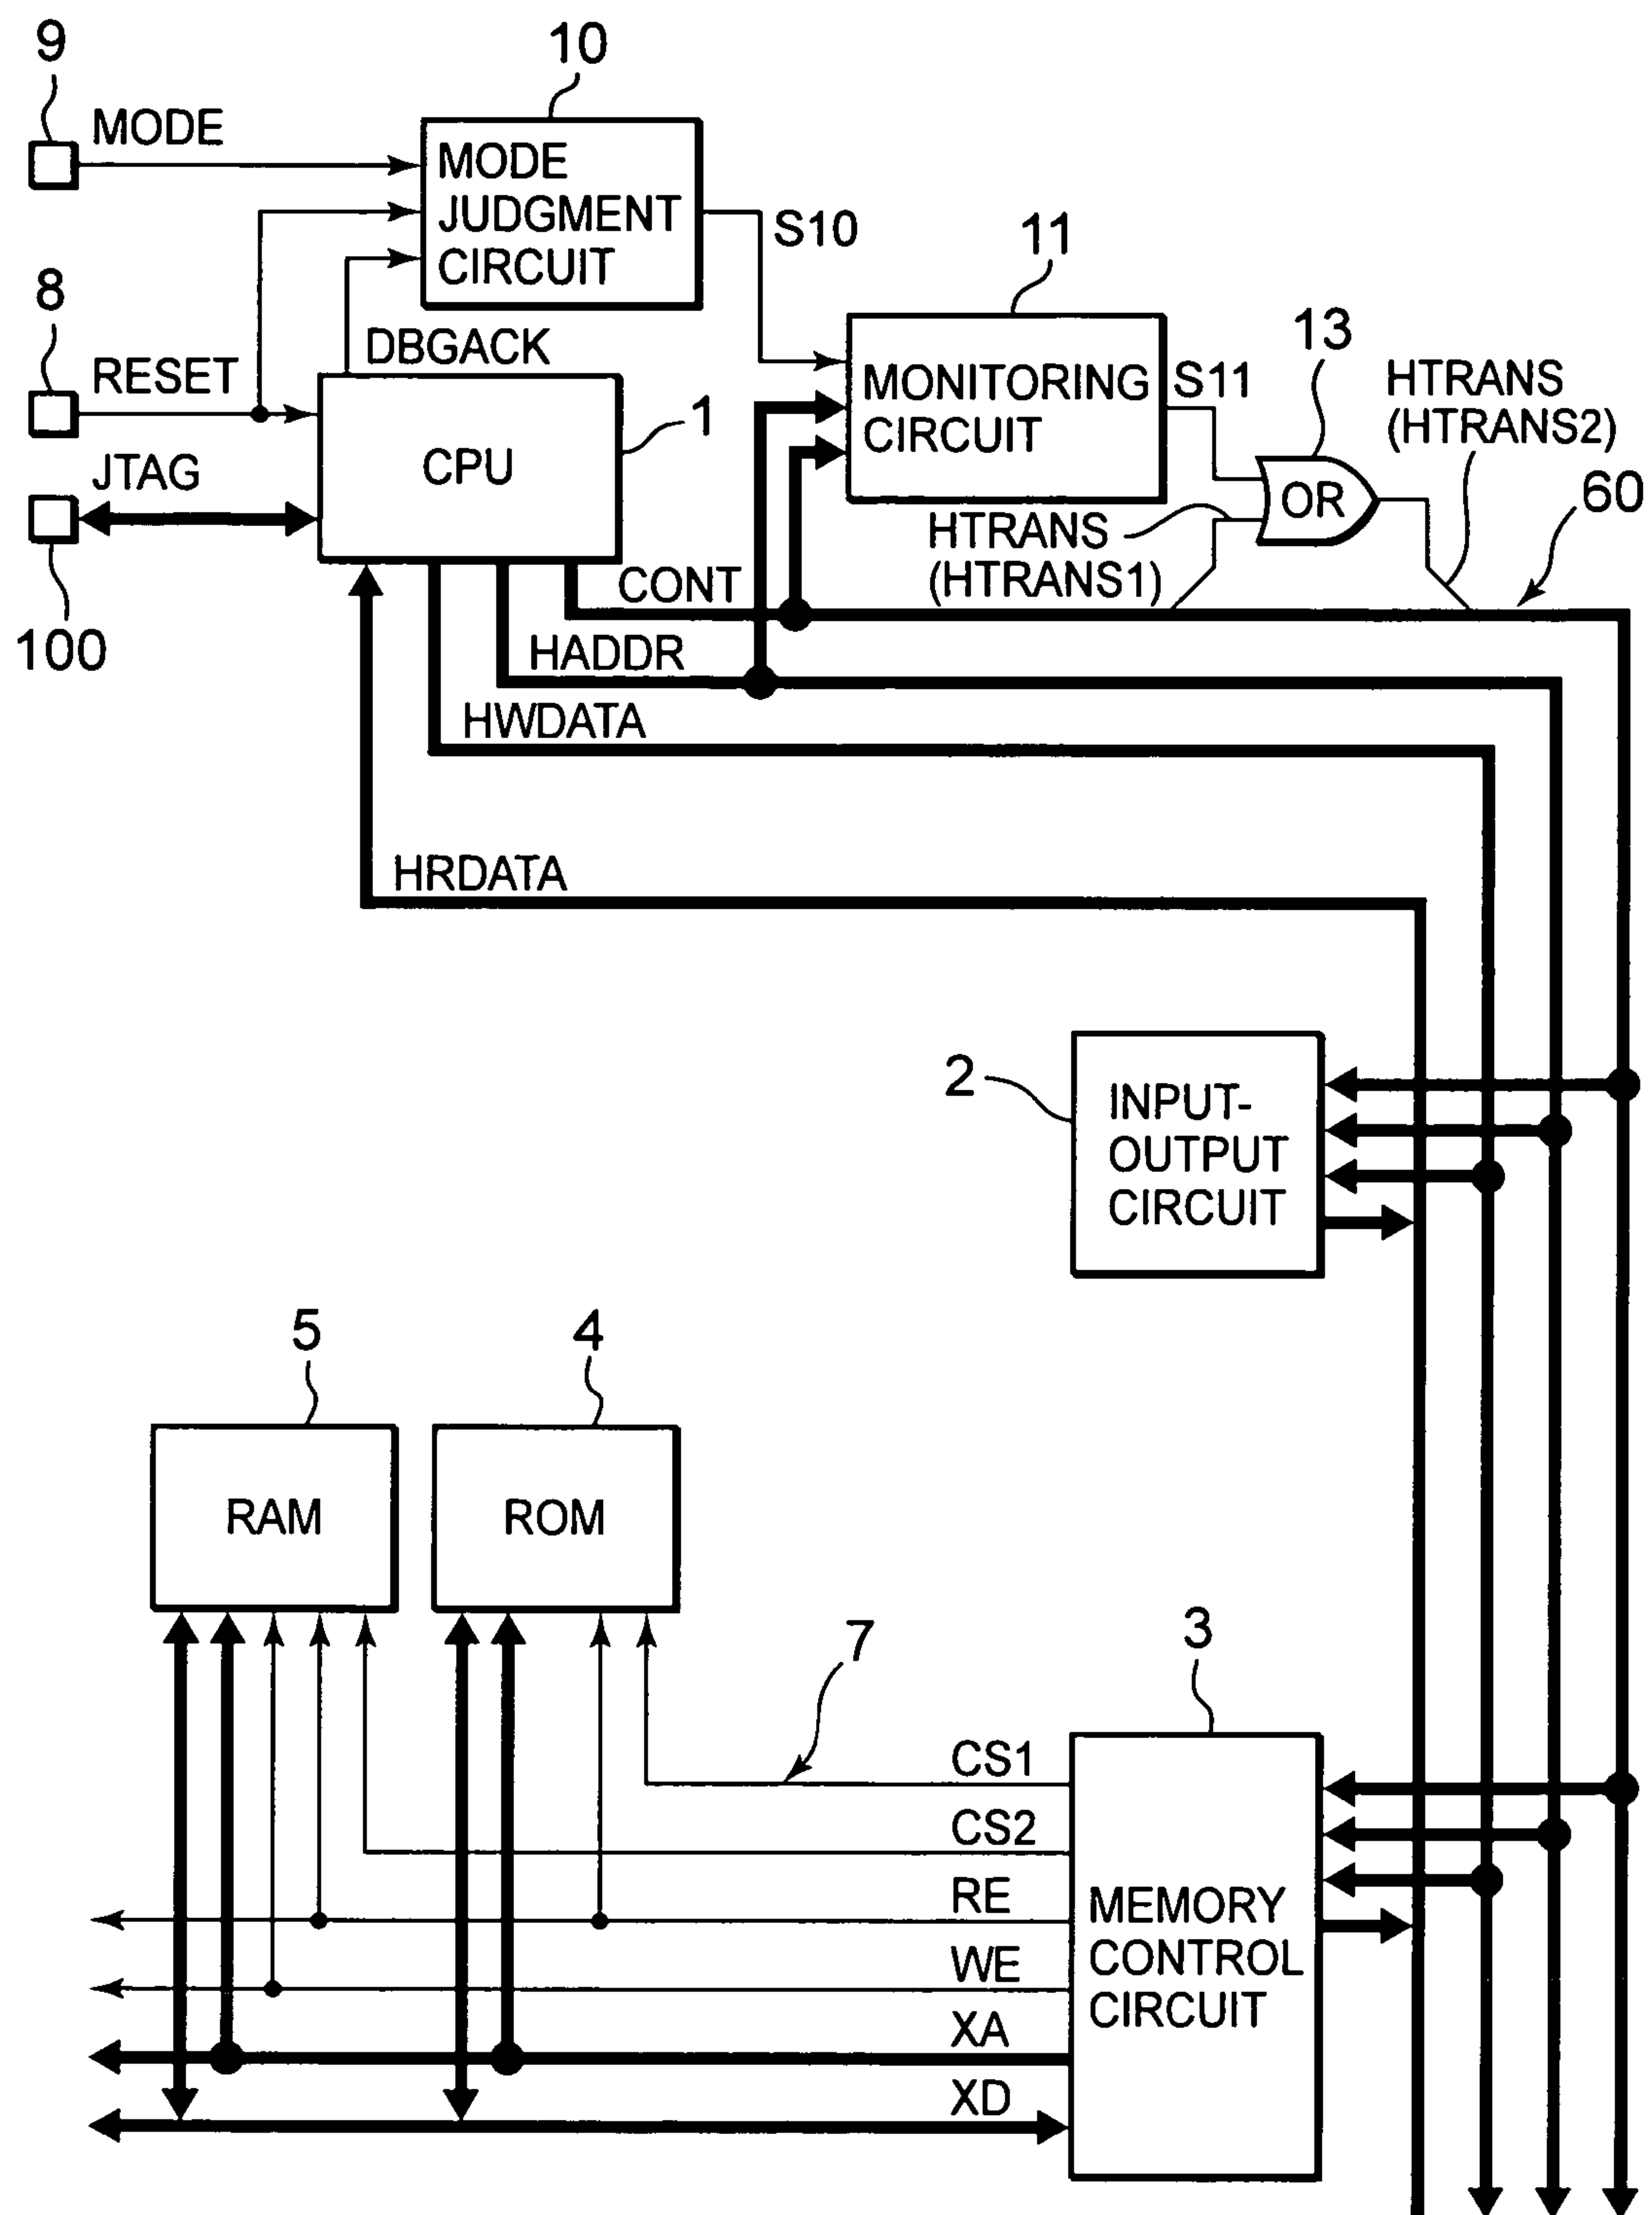 9
MODE
10
MODE
JUDGMENT
CIRCUIT
S10
8
RESET
DBGACK
11
MONITORING
CIRCUIT
S11
13
OR
HTRANS
(HTRANS2)
60
1
CPU
JTAG
100
HTRANS
(HTRANS1)
CONT
HADDR
HWDATA
HRDATA
2
INPUT-
OUTPUT
CIRCUIT
5
RAM
4
ROM
7
3
CS1
CS2
RE
WE
XA
XD
MEMORY
CONTROL
CIRCUIT